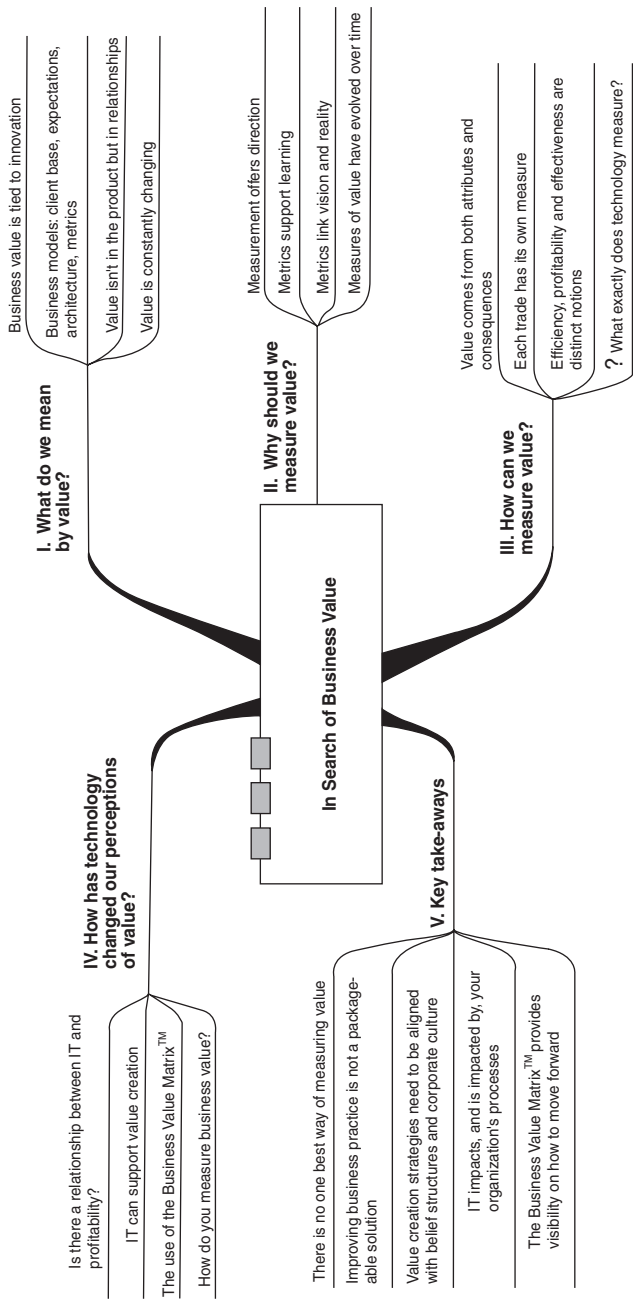 In Search of Business Value
I. What do we mean
by value?
Business value is tied to innovation
Business models: client base, expectations,
architecture, metrics
Value isn't in the product but in relationships
Value is constantly changing
II. Why should we
measure value?
Measurement offers direction
Metrics support learning
Metrics link vision and reality
Measures of value have evolved over time
III. How can we
measure value?
Value comes from both attributes and
consequences
Each trade has its own measure
Efficiency, profitability and effectiveness are
distinct notions
? What exactly does technology measure?
IV. How has technology
changed our perceptions
of value?
Is there a relationship between IT and
profitability?
IT can support value creation
The use of the Business Value Matrix™
How do you measure business value?
V. Key take-aways
There is no one best way of measuring value
Improving business practice is not a package-
able solution
Value creation strategies need to be aligned
with belief structures and corporate culture
IT impacts, and is impacted by, your
organization's processes
The Business Value Matrix™ provides
visibility on how to move forward